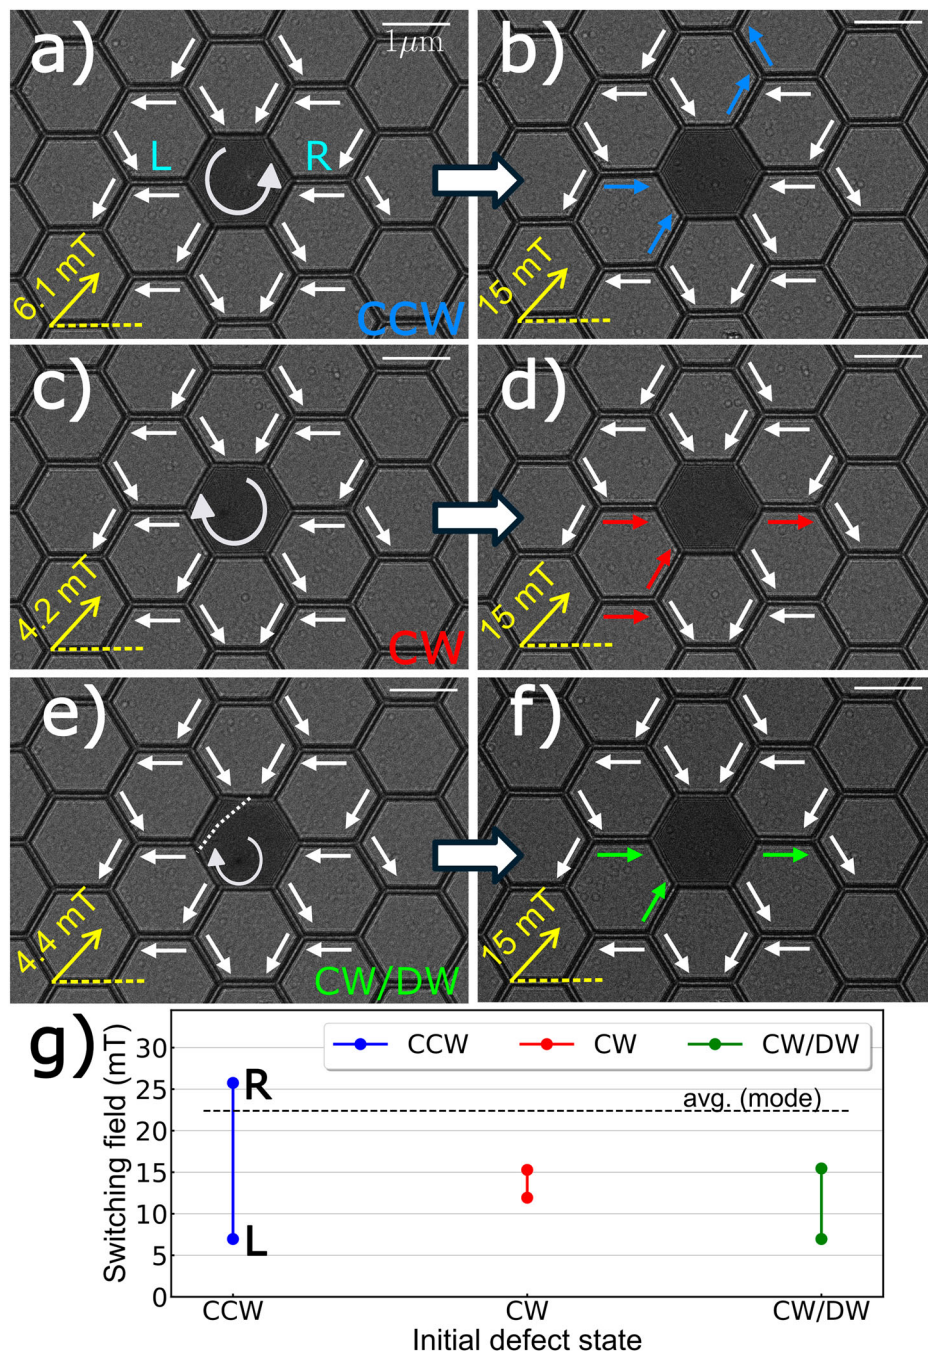 a)
1μm
L
R
6.1 mT
CCW
b)
15 mT
c)
4.2 mT
CW
d)
15 mT
e)
4.4 mT
CW/DW
f)
15 mT
g)
Switching field (mT)
30
25
20
15
10
5
0
CCW CW CW/DW
R
avg. (mode)
L
CCW CW CW/DW
Initial defect state